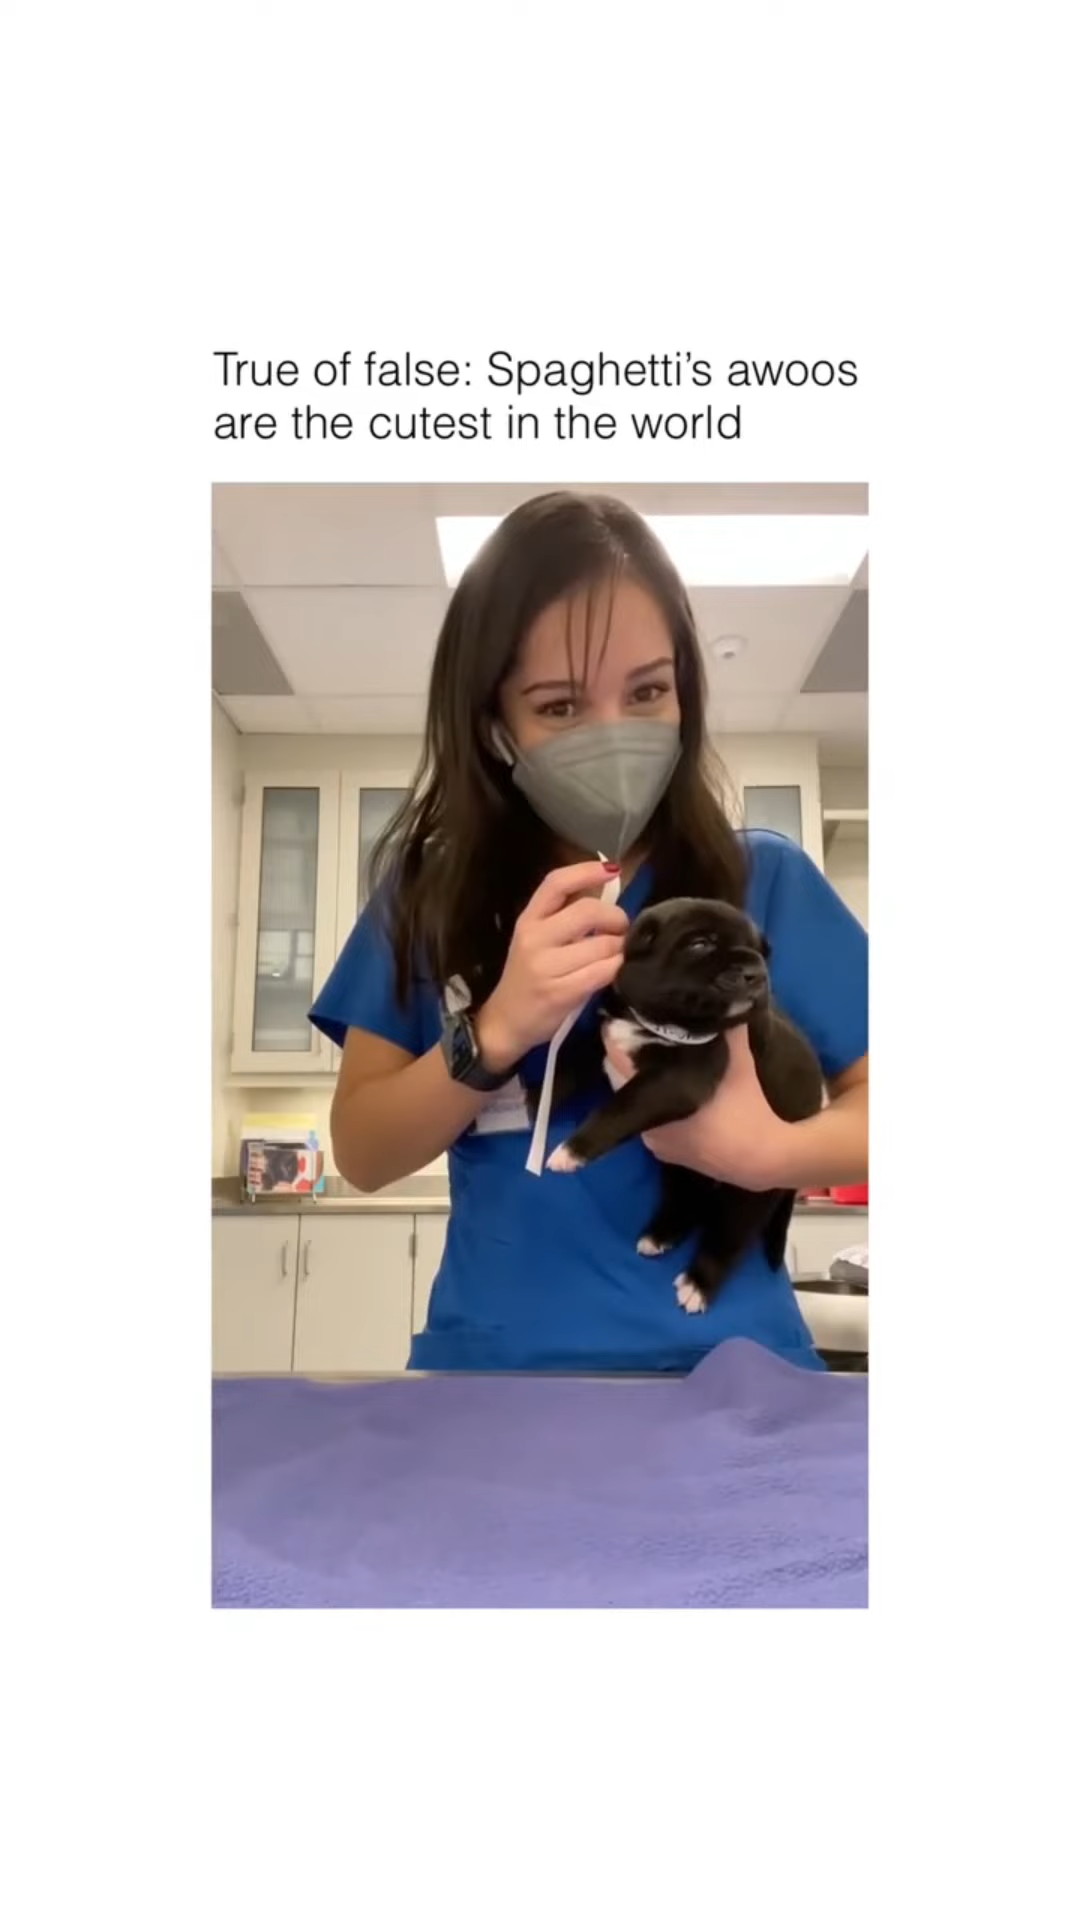 True of false: Spaghetti’s awoos
are the cutest in the world